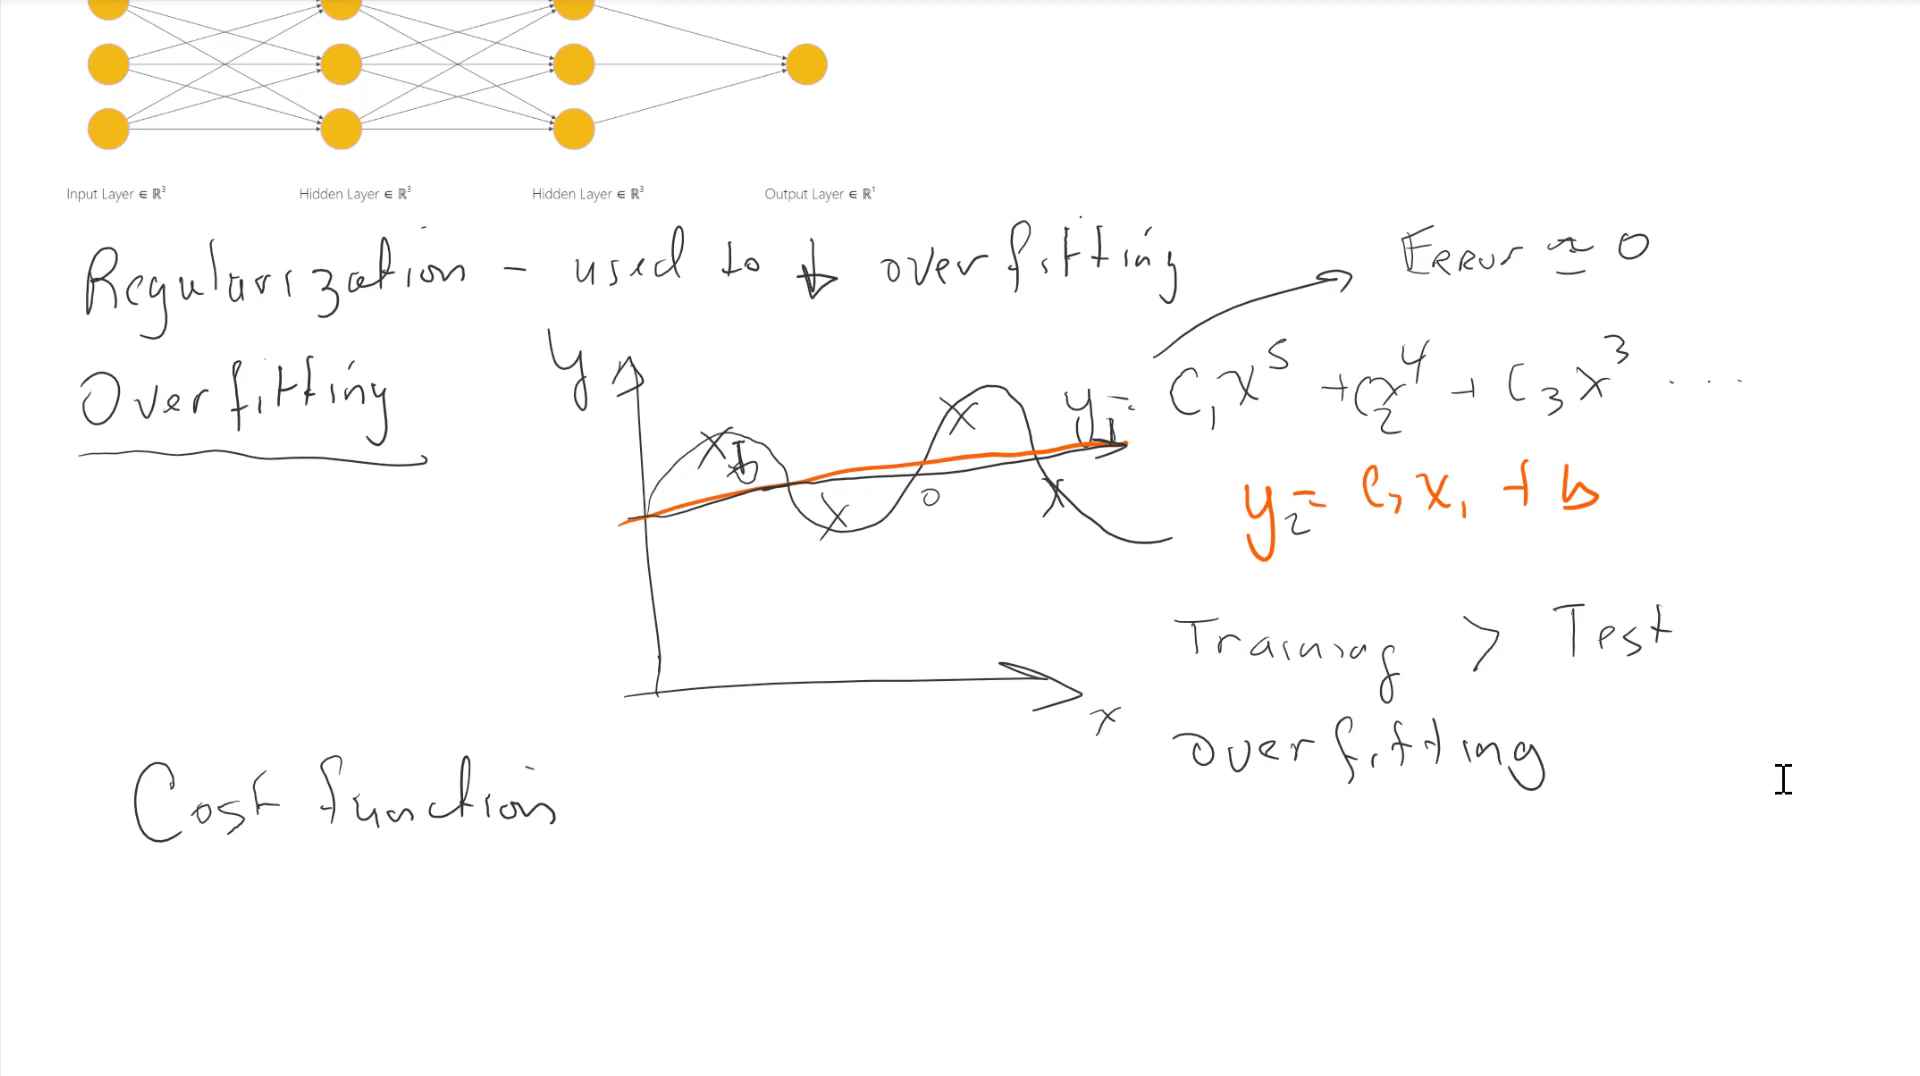 Input Layer ∈ ℝ³ Hidden Layer ∈ ℝ³ Hidden Layer ∈ ℝ³ Output Layer ∈ ℝ¹
Regularization - used to ↓ overfitting
Error ≈ 0
Overfitting
y
y₁ = C₁x⁵ + C₂x⁴ + C₃x³ ...
y₂ = C₁x₁ + b
x
Training > Test
overfitting
Cost function